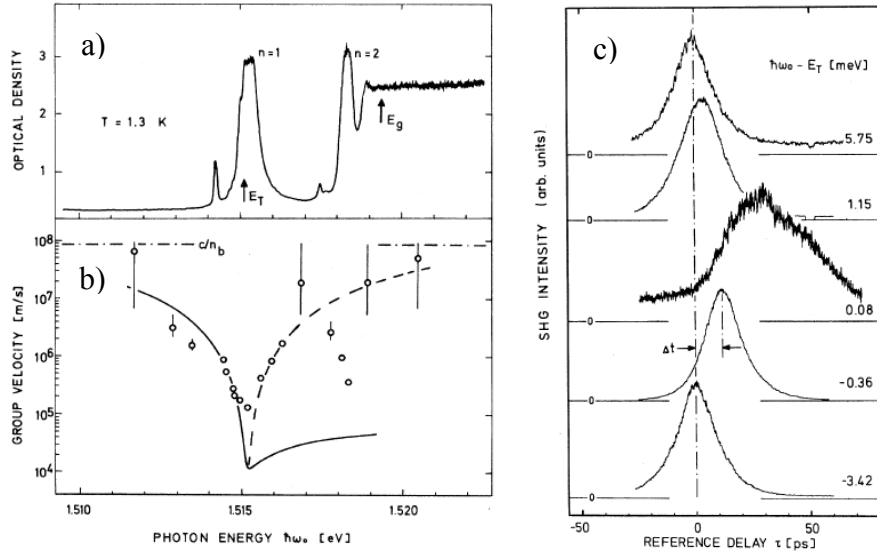 a)
n=1
n=2
3
2
1
T = 1.3 K
E_T
E_g
OPTICAL DENSITY
b)
c/n_b
10^8
10^7
10^6
10^5
10^4
GROUP VELOCITY [m/s]
1.510
1.515
1.520
PHOTON ENERGY ħω₀ [eV]
c)
ħω₀ - E_T [meV]
0
5.75
0
1.15
0
0.08
Δt
0
-0.36
0
-3.42
SHG INTENSITY (arb. units)
-50
0
50
REFERENCE DELAY τ [ps]